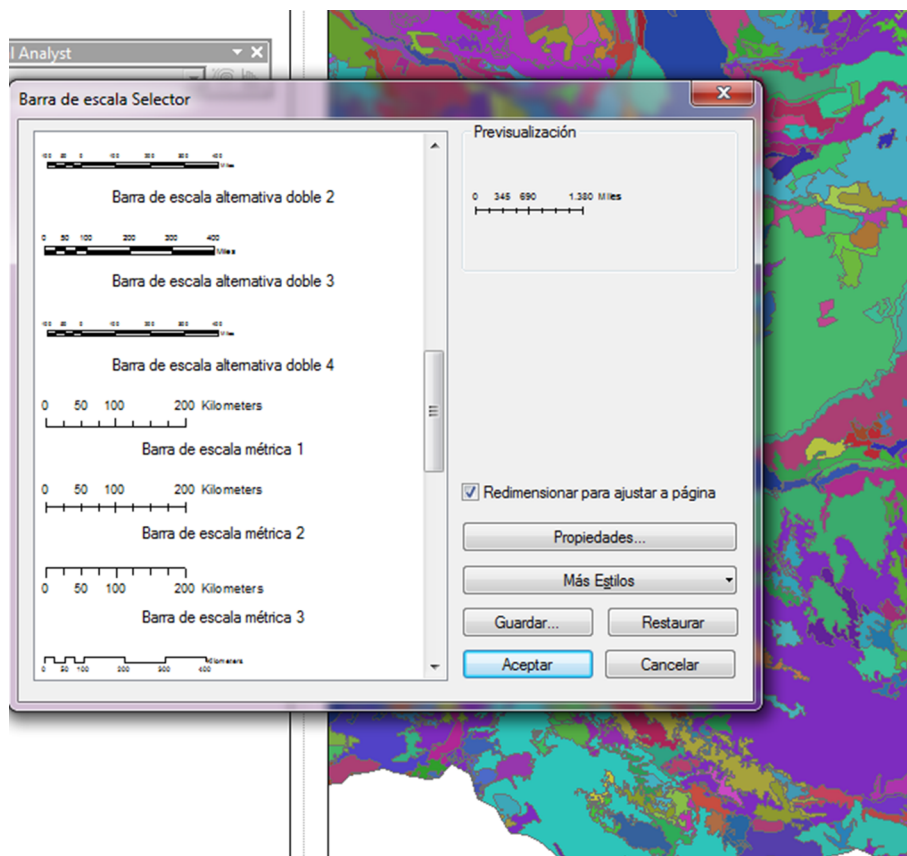 l Analyst
Barra de escala Selector
Previsualización
Barra de escala alternativa doble 2
0 345 690 1.380 Miles
0 50 100 200 300 400
Miles
Barra de escala alternativa doble 3
Barra de escala alternativa doble 4
0 50 100 200 Kilometers
Barra de escala métrica 1
0 50 100 200 Kilometers
Barra de escala métrica 2
0 50 100 200 Kilometers
Barra de escala métrica 3
Redimensionar para ajustar a página
Propiedades...
Más Estilos
Guardar... Restaurar
Aceptar Cancelar